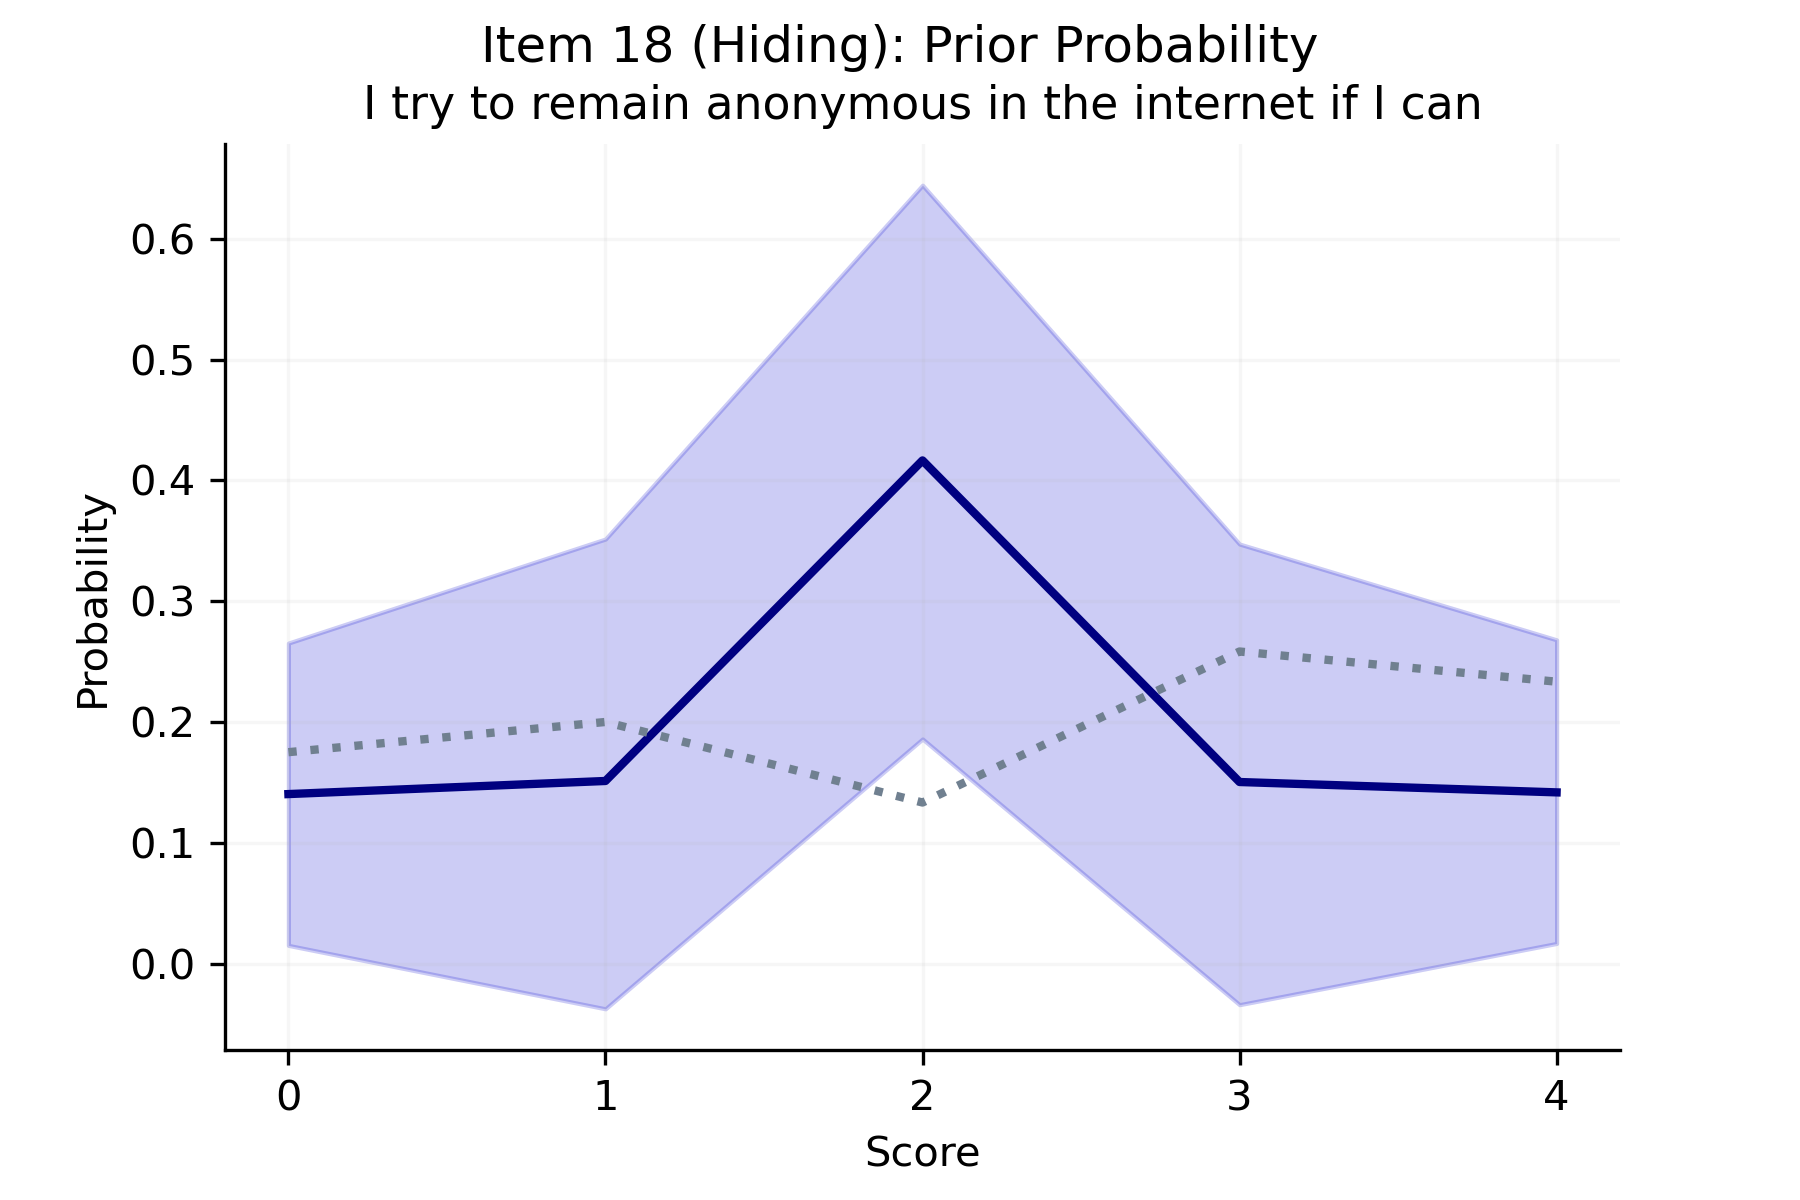 Item 18 (Hiding): Prior Probability
I try to remain anonymous in the internet if I can
Probability
0.6
0.5
0.4
0.3
0.2
0.1
0.0
0 1 2 3 4
Score